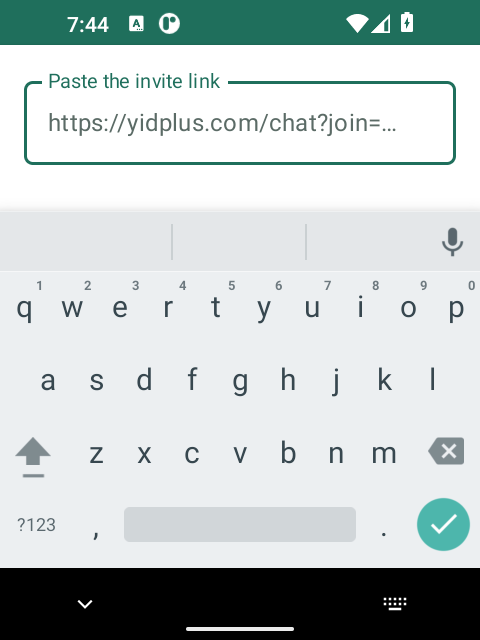 7:44
Paste the invite link
https://yidplus.com/chat?join=…
1 2 3 4 5 6 7 8 9 0
q w e r t y u i o p
a s d f g h j k l
z x c v b n m
?123 , .